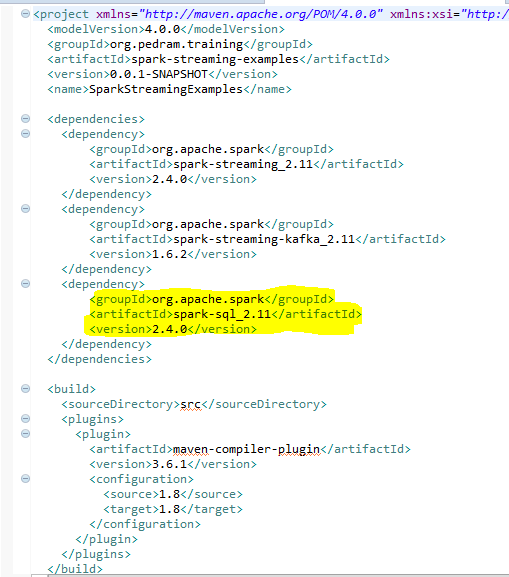 <project xmlns="http://maven.apache.org/POM/4.0.0" xmlns:xsi="http:/
<modelVersion>4.0.0</modelVersion>
<groupId>org.pedram.training</groupId>
<artifactId>spark-streaming-examples</artifactId>
<version>0.0.1-SNAPSHOT</version>
<name>SparkStreamingExamples</name>
<dependencies>
<dependency>
<groupId>org.apache.spark</groupId>
<artifactId>spark-streaming_2.11</artifactId>
<version>2.4.0</version>
</dependency>
<dependency>
<groupId>org.apache.spark</groupId>
<artifactId>spark-streaming-kafka_2.11</artifactId>
<version>1.6.2</version>
</dependency>
<dependency>
<groupId>org.apache.spark</groupId>
<artifactId>spark-sql_2.11</artifactId>
<version>2.4.0</version>
</dependency>
</dependencies>
<build>
<sourceDirectory>src</sourceDirectory>
<plugins>
<plugin>
<artifactId>maven-compiler-plugin</artifactId>
<version>3.6.1</version>
<configuration>
<source>1.8</source>
<target>1.8</target>
</configuration>
</plugin>
</plugins>
</build>